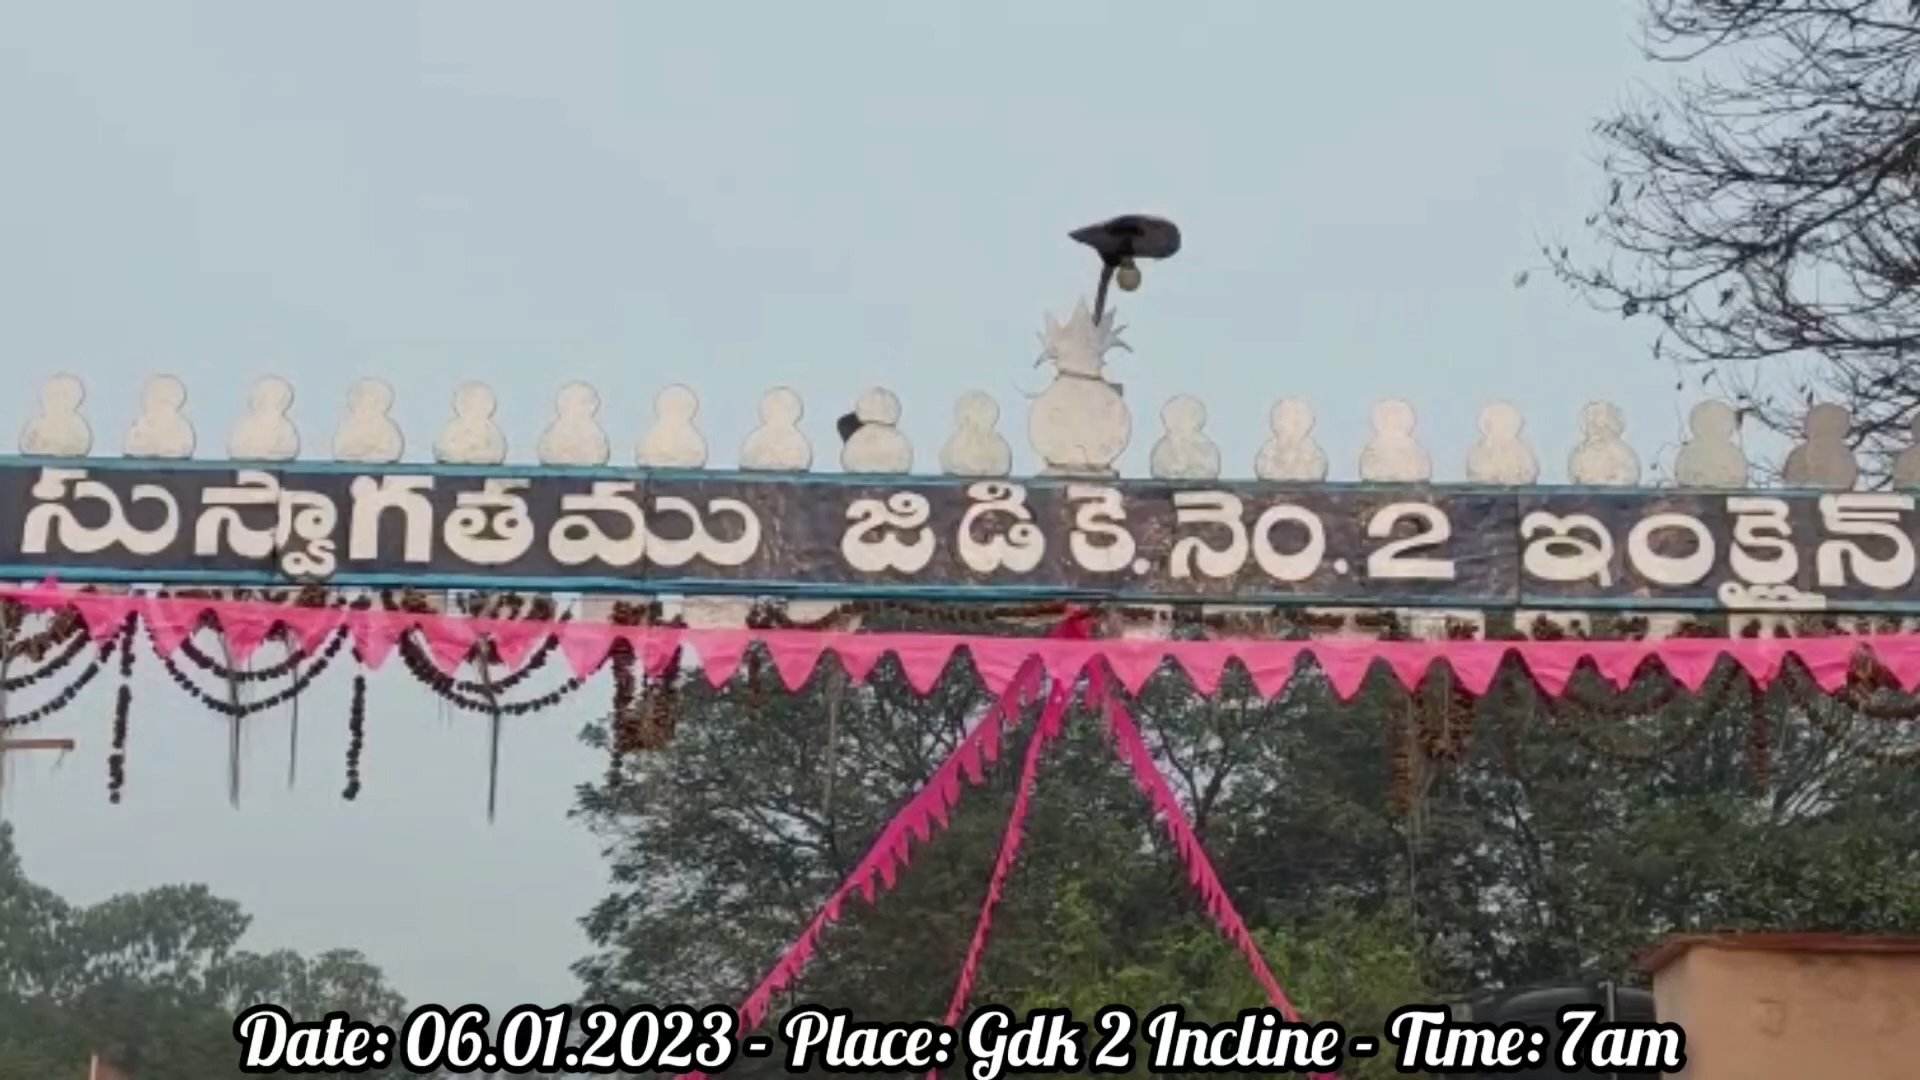 సుస్వాగతము జిడికె.నెం.2 ఇంక్లైన్
Date: 06.01.2023 - Place: Gdk 2 Incline - Time: 7am